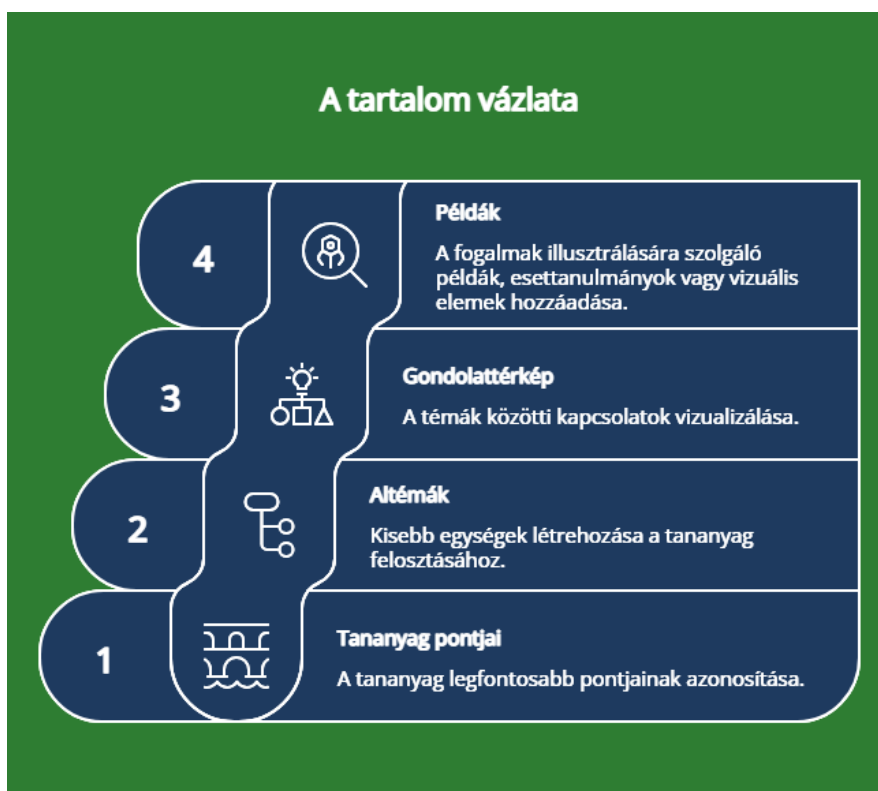 A tartalom vázlata
4
Példák
A fogalmak illusztrálására szolgáló
példák, esettanulmányok vagy vizuális
elemek hozzáadása.
3
Gondolattérkép
A témák közötti kapcsolatok vizualizálása.
2
Altémák
Kisebb egységek létrehozása a tananyag
felosztásához.
1
Tananyag pontjai
A tananyag legfontosabb pontjainak azonosítása.